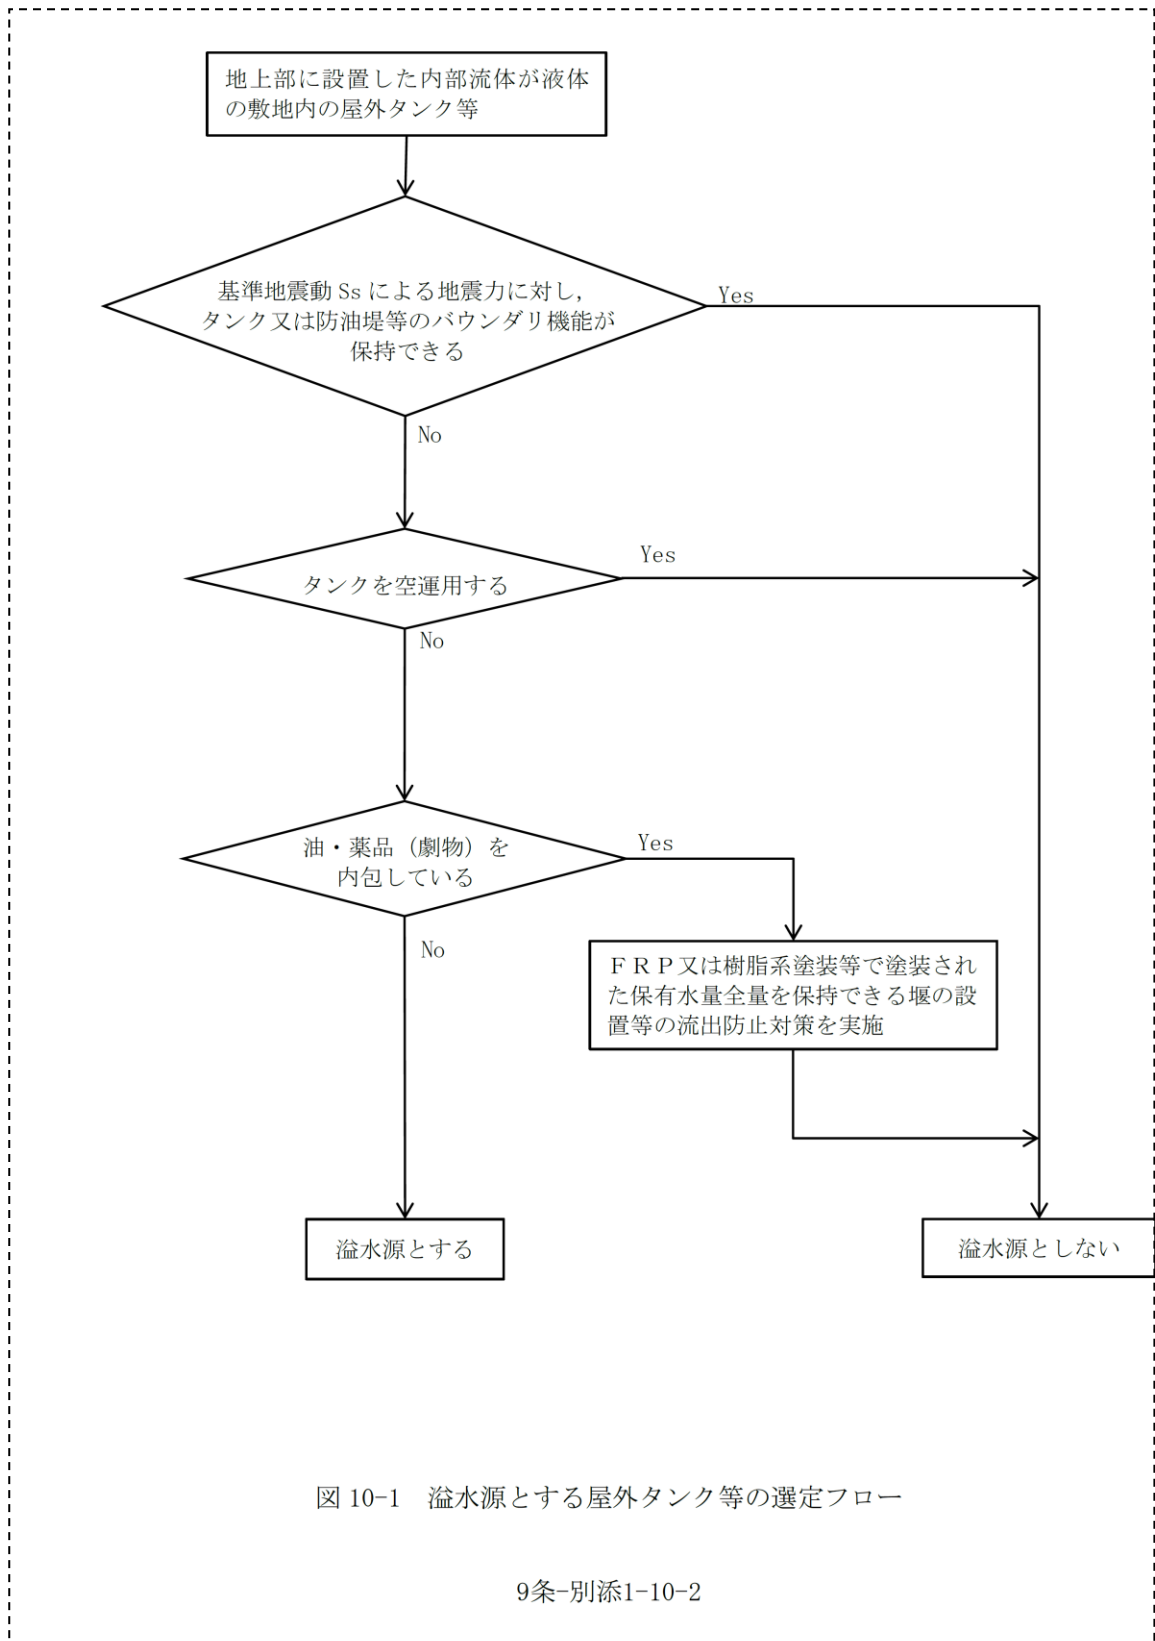 地上部に設置した内部流体が液体
の敷地内の屋外タンク等
基準地震動 Ss による地震力に対し，
タンク又は防油堤等のバウンダリ機能が
保持できる
Yes
No
タンクを空運用する
Yes
No
油・薬品（劇物）を
内包している
Yes
No
ＦＲＰ又は樹脂系塗装等で塗装され
た保有水量全量を保持できる堰の設
置等の流出防止対策を実施
溢水源とする
溢水源としない
図 10-1　溢水源とする屋外タンク等の選定フロー
9条-別添1-10-2